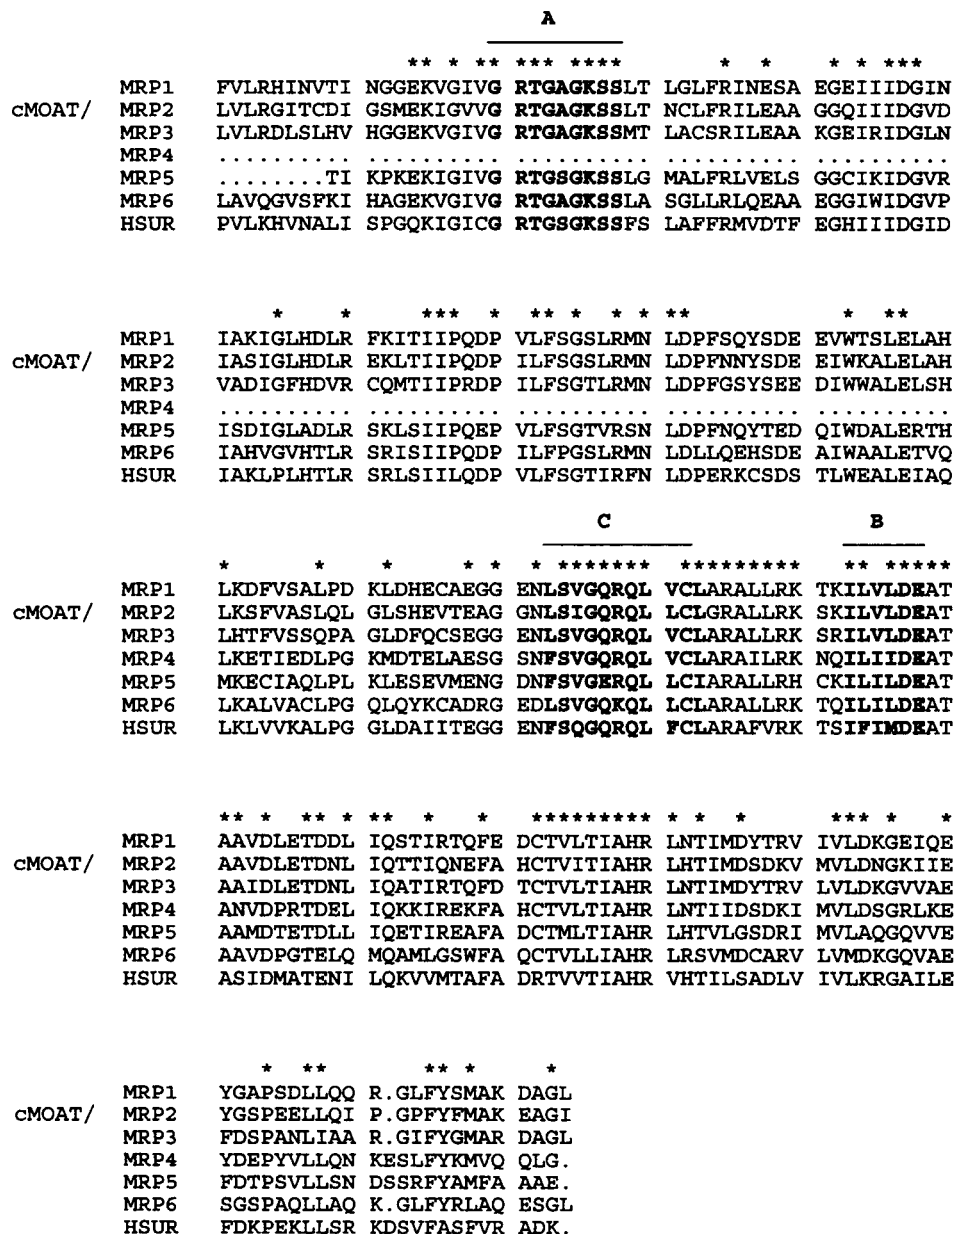 A
** * ** *** **** * * * * ***
MRP1 FVLRHINVTI NGGEKVGIVG RTGAGKSSLT LGLFRINESA EGEIIIDGIN
cMOAT/ MRP2 LVLRGITCDI GSMEKVGVVG RTGAGKSSLT NCLFRILEAA GGQIIIDGVD
MRP3 LVLRDLSLHV HGGEKVGIVG RTGAGKSSMT LACSRILEAA KGEIRIDGLN
MRP4 .......... .......... .......... .......... ..........
MRP5 ........TI KPKEKIGIVG RTGSGKSSLG MALFRLVELS GGCIKIDGVR
MRP6 LAVQGVSFKI HAGEKVGIVG RTGAGKSSLA SGLLRLQEAA EGGIWIDGVP
HSUR PVLKHVNALI SPGQKIGICG RTGSGKSSFS LAFFRMVDTF EGHIIIDGID
* * *** * ** * * * ** * **
MRP1 IAKIGLHDLR FKITIIPQDP VLFSGSLRMN LDPFSQYSDE EVWTSLELAH
cMOAT/ MRP2 IASIGLHDLR EKLTIIPQDP ILFSGSLRMN LDPFNNYSDE EIWKALELAH
MRP3 VADIGFHDVR CQMTIIPRDP ILFSGTLRMN LDPFGSYSEE DIWWALELSH
MRP4 .......... .......... .......... .......... ..........
MRP5 ISDIGLADLR SKLSIIPQEP VLFSGTVRSN LDPFNQYTED QIWDALERTH
MRP6 IAHVGVHTLR SRISIIPQDP ILFPGSLRMN LDLLQEHSDE AIWAALETVQ
HSUR IAKLPLHTLR SRLSIILQDP VLFSGTIRFN LDPERKCSDS TLWEALEIAQ
C B
* * * * * ******** ********** ** *****
MRP1 LKDFVSALPD KLDHECAEGG ENLSVGQRQL VCLARALLRK TKILVLDEAT
cMOAT/ MRP2 LKSFVASLQL GLSHEVTEAG GNLSIGQRQL LCLGRALLRK SKILVLDEAT
MRP3 LHTFVSSQPA GLDFQCSEGG ENLSVGQRQL VCLARALLRK SRILVLDEAT
MRP4 LKETIEDLPG KMDTELAESG SNFSVGQRQL VCLARAILRK NQILIIDEAT
MRP5 MKECIAQLPL KLESEVMENG DNFSVGERQL LCIARALLRH CKILILDEAT
MRP6 LKALVACLPG QLQYKCADRG EDLSVGQKQL LCLARALLRK TQILILDEAT
HSUR LKLVVKALPG GLDAIITEGG ENFSQGQRQL FCLARAFVRK TSIFIMDEAT
** * ** * ** * * ********* * * * *** * *
MRP1 AAVDLETDDL IQSTIRTQFE DCTVLTIAHR LNTIMDYTRV IVLDKGEIQE
cMOAT/ MRP2 AAVDLETDNL IQTTIQNEFA HCTVITIAHR LHTIMDSDKV MVLDNGKIIE
MRP3 AAIDLETDNL IQATIRTQFD TCTVLTIAHR LNTIMDYTRV LVLDKGVVAE
MRP4 ANVDPRTDEL IQKKIREKFA HCTVLTIAHR LNTIIDSDKI MVLDSGRLKE
MRP5 AAMDTETDLL IQETIREAFA DCTMLTIAHR LHTVLGSDRI MVLAQGQVVE
MRP6 AAVDPGTELQ MQAMLGSWFA QCTVLLIAHR LRSVMDCARV LVMDKGQVAE
HSUR ASIDMATENI LQKVVMTAFA DRTVVTIAHR VHTILSADLV IVLKRGAILE
* ** ** * *
MRP1 YGAPSDLLQQ R.GLFYSMAK DAGL
cMOAT/ MRP2 YGSPEELLQI P.GPFYFMAK EAGI
MRP3 FDSPANLIAA R.GIFYGMAR DAGL
MRP4 YDEPYVLLQN KESLFYKMVQ QLG.
MRP5 FDTPSVLLSN DSSRFYAMFA AAE.
MRP6 SGSPAQLLAQ K.GLFYRLAQ ESGL
HSUR FDKPEKLLSR KDSVFASFVR ADK.